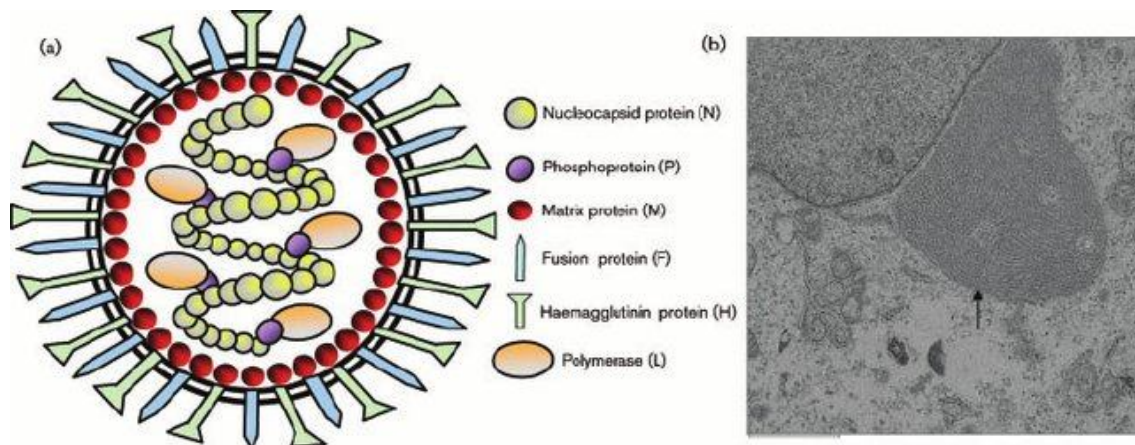 (a)
Nucleocapsid protein (N)
Phosphoprotein (P)
Matrix protein (M)
Fusion protein (F)
Haemagglutinin protein (H)
Polymerase (L)
(b)